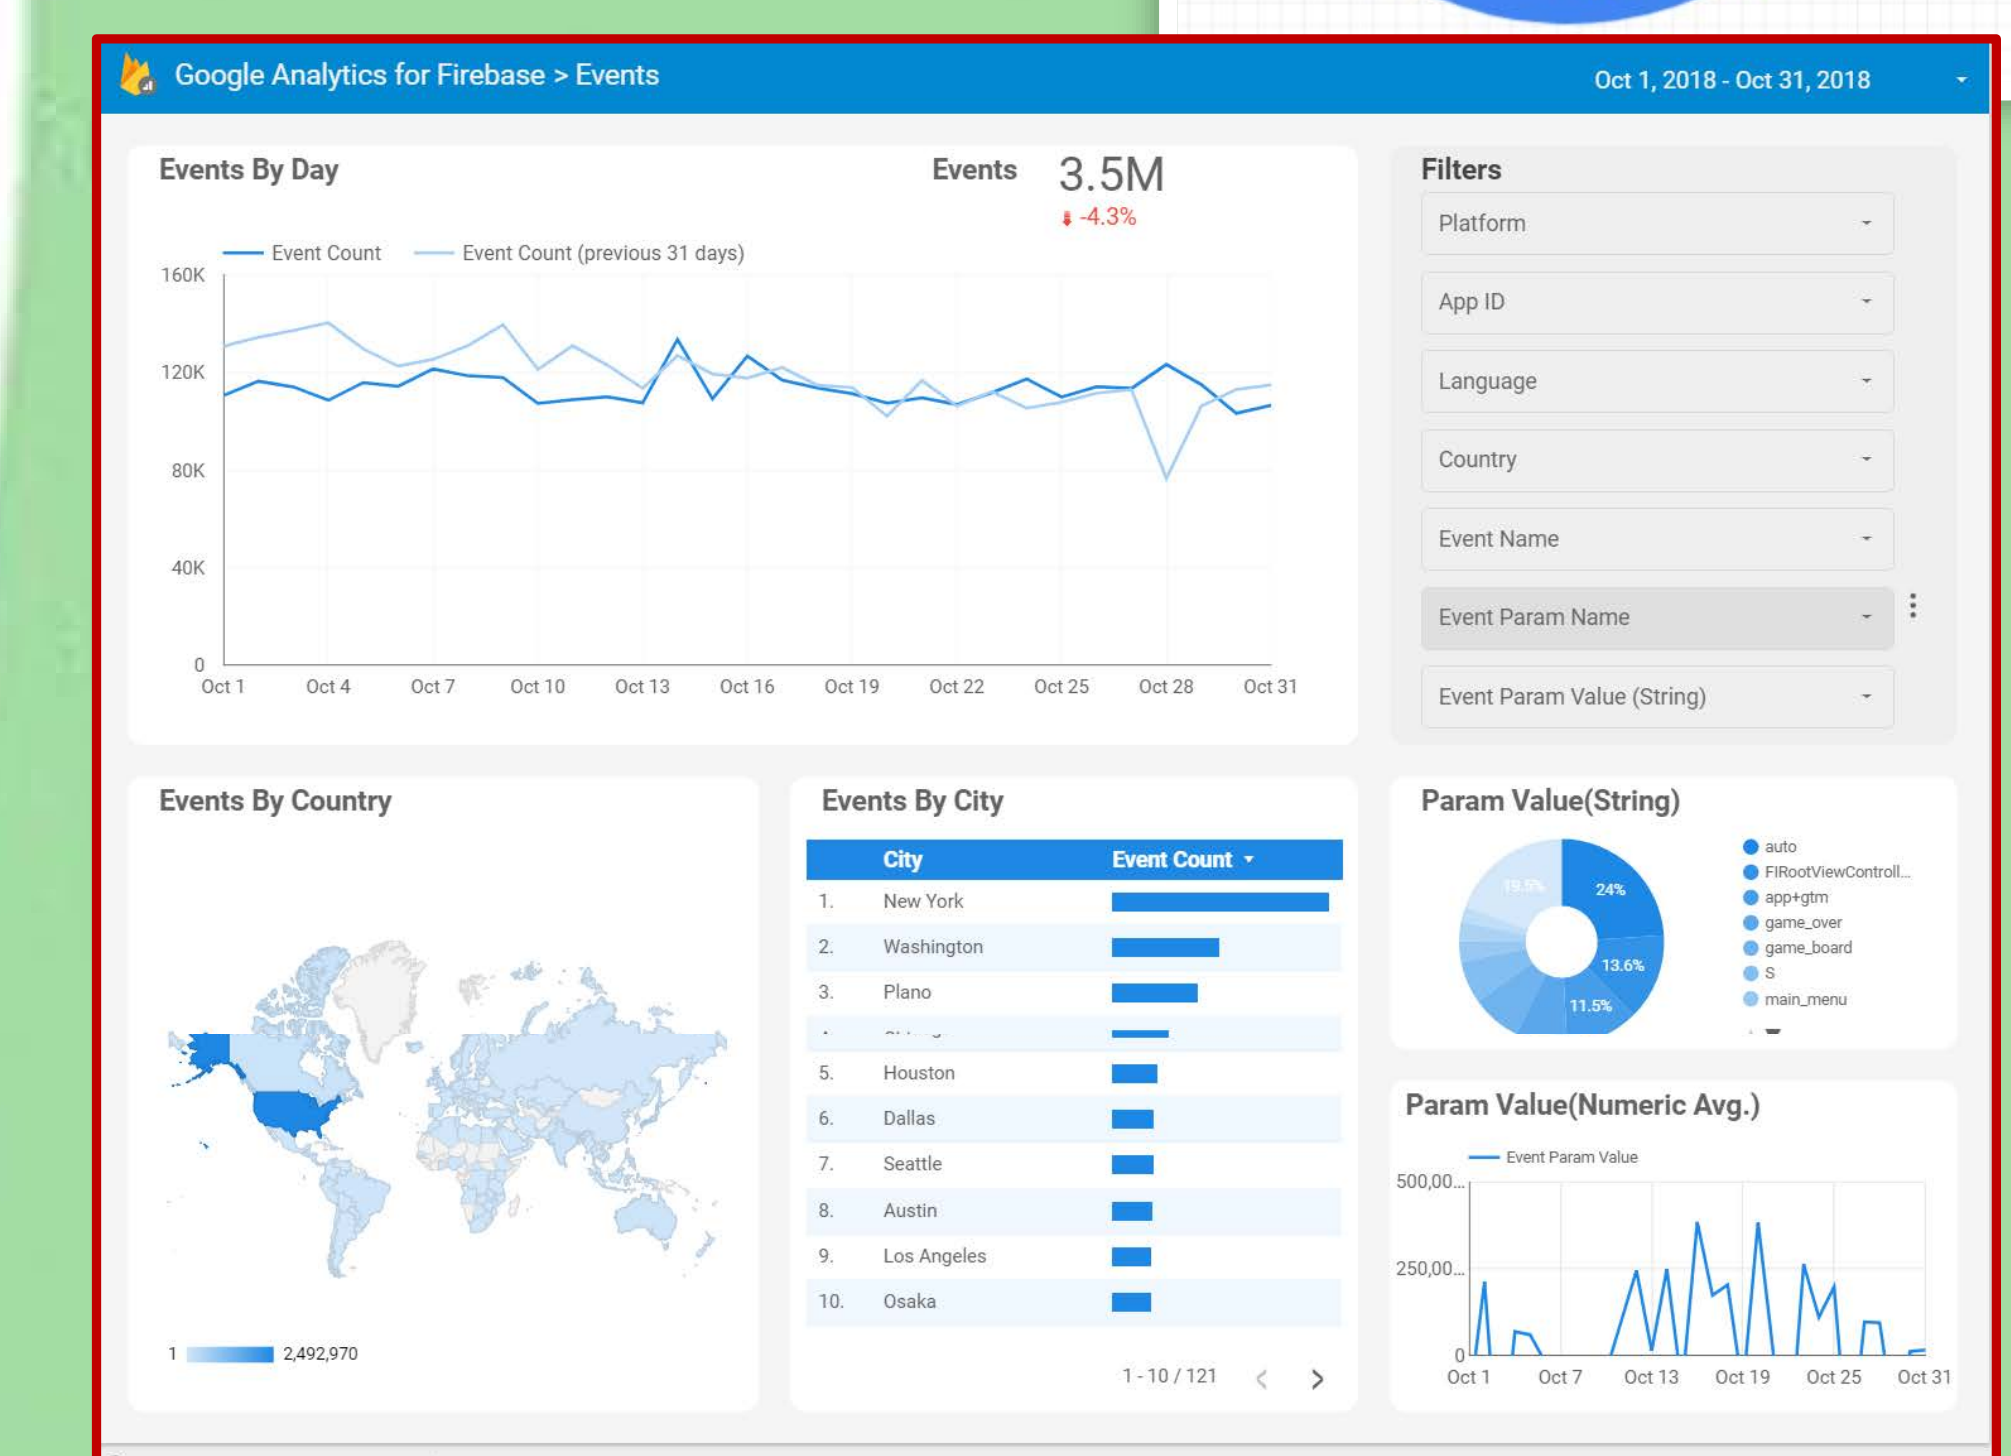 Google Analytics for Firebase > Events
Oct 1, 2018 - Oct 31, 2018
Events By Day
Events 3.5M
-4.3%
Event Count
Event Count (previous 31 days)
160K
120K
80K
40K
0
Oct 1 Oct 4 Oct 7 Oct 10 Oct 13 Oct 16 Oct 19 Oct 22 Oct 25 Oct 28 Oct 31
Filters
Platform
App ID
Language
Country
Event Name
Event Param Name
Event Param Value (String)
Events By Country
1 2,492,970
Events By City
City Event Count
1. New York
2. Washington
3. Plano
5. Houston
6. Dallas
7. Seattle
8. Austin
9. Los Angeles
10. Osaka
1 - 10 / 121
Param Value(String)
19.5%
24%
13.6%
11.5%
auto
FIRootViewControll...
app+gtm
game_over
game_board
S
main_menu
Param Value(Numeric Avg.)
Event Param Value
500,00...
250,00...
0
Oct 1 Oct 7 Oct 13 Oct 19 Oct 25 Oct 31